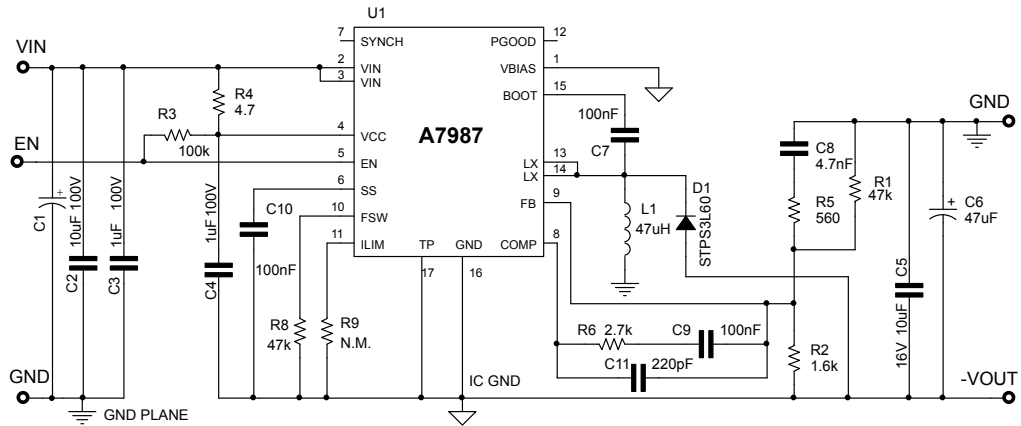 U1
VIN
7
SYNCH
2
VIN
3
VIN
PGOOD
12
VBIAS
1
BOOT
15
R4
4.7
R3
100k
4
VCC
A7987
100nF
C7
GND
EN
5
EN
LX
13
LX
14
6
SS
FB
9
10
FSW
11
ILIM
TP
GND
COMP
8
17
16
C1
+
10uF 100V
C2
1uF 100V
C3
1uF 100V
C4
C10
100nF
R8
47k
R9
N.M.
L1
47uH
D1
STPS3L60
C8
4.7nF
R5
560
R1
47k
C6
47uF
+
C5
16V 10uF
R6 2.7k
C9
100nF
C11
220pF
R2
1.6k
GND
GND PLANE
IC GND
-VOUT